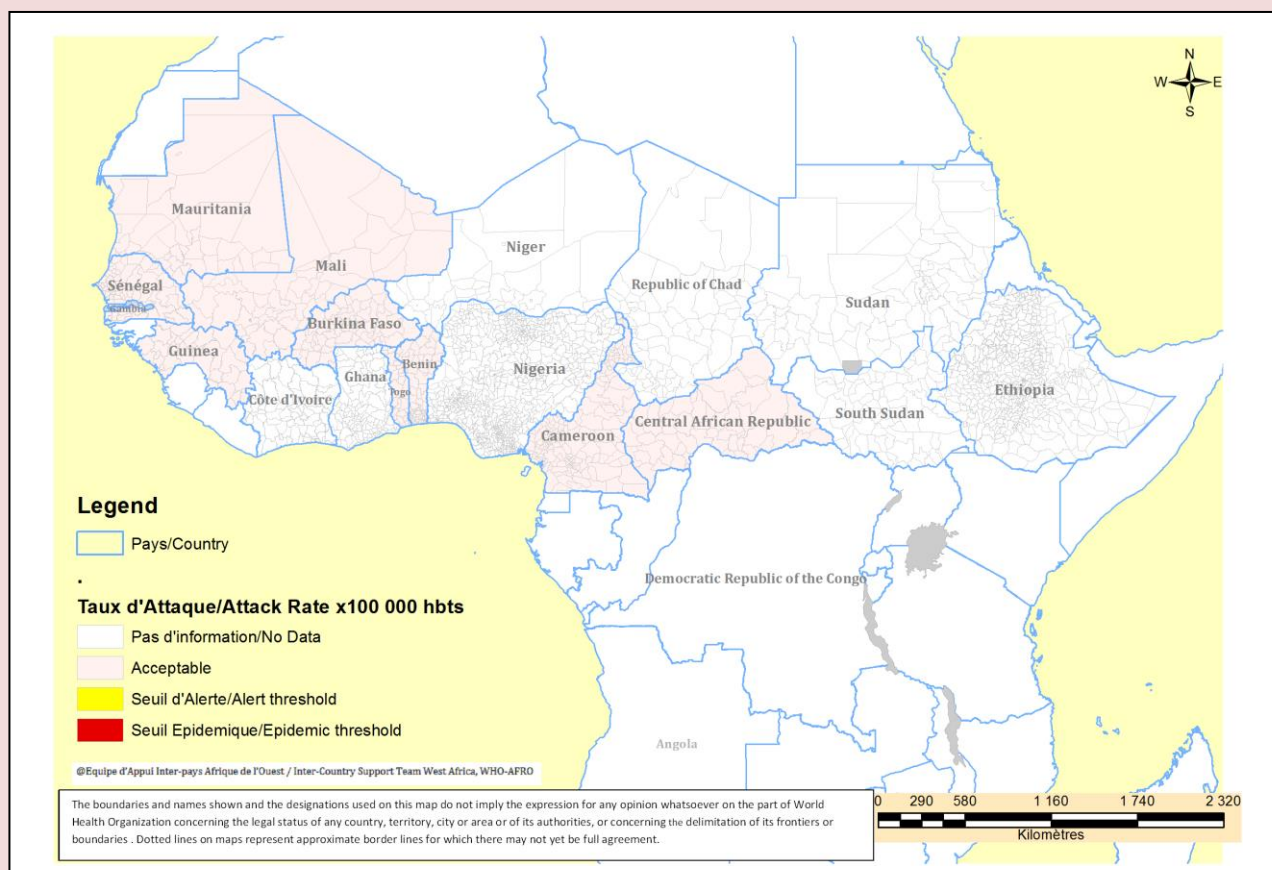 N
W E
S
Mauritania
Niger
Mali
Republic of Chad
Sénégal
Sudan
Gambia
Burkina Faso
Guinea
Benin
Nigeria
Ghana
Ethiopia
Togo
Côte d'Ivoire
South Sudan
Central African Republic
Cameroon
Legend
Pays/Country
.
Democratic Republic of the Congo
Taux d'Attaque/Attack Rate x100 000 hbts
Pas d'information/No Data
Acceptable
Seuil d'Alerte/Alert threshold
Seuil Epidemique/Epidemic threshold
Angola
@Equipe d'Appui Inter-pays Afrique de l'Ouest / Inter-Country Support Team West Africa, WHO-AFRO
The boundaries and names shown and the designations used on this map do not imply the expression for any opinion whatsoever on the part of World
Health Organization concerning the legal status of any country, territory, city or area or of its authorities, or concerning the delimitation of its frontiers or
boundaries . Dotted lines on maps represent approximate border lines for which there may not yet be full agreement.
0 290 580 1 160 1 740 2 320
Kilomètres